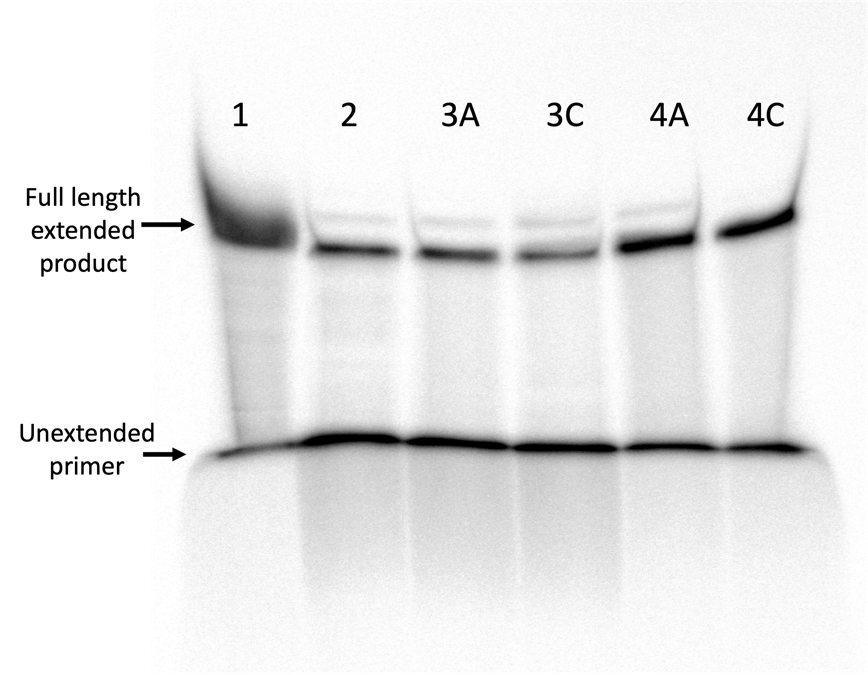 1 2 3A 3C 4A 4C
Full length
extended
product
Unextended
primer